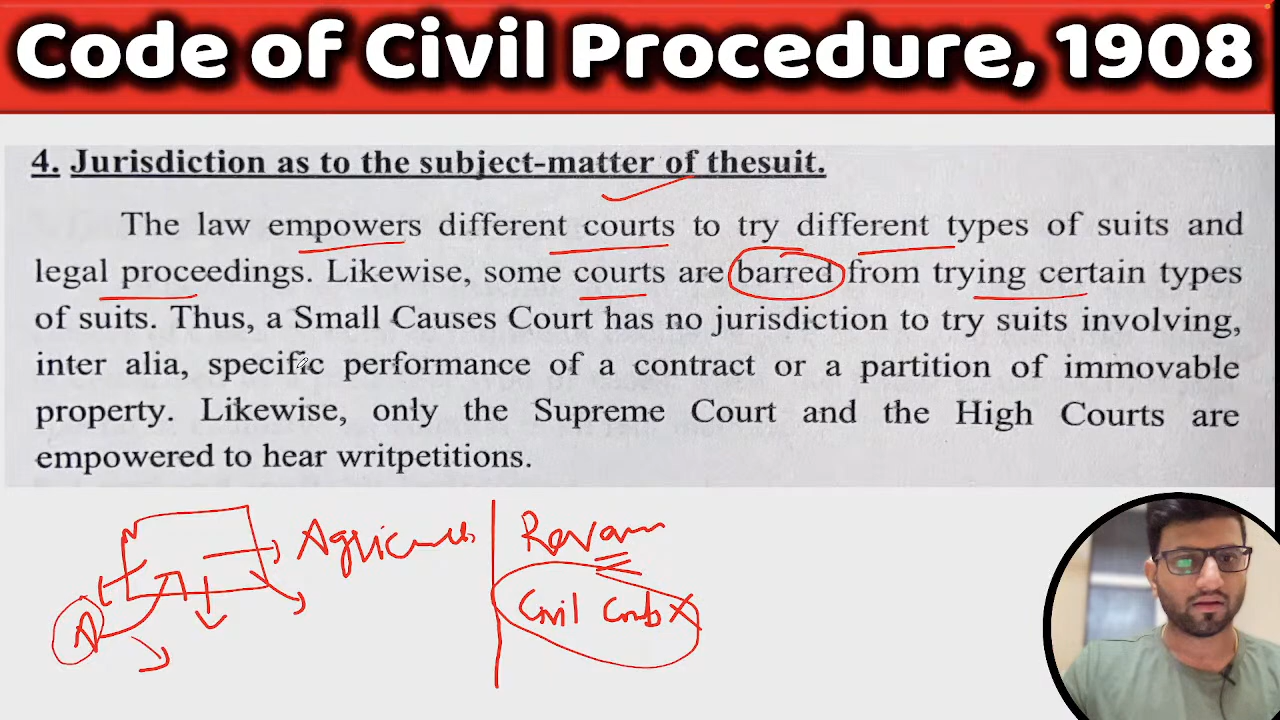 Code of Civil Procedure, 1908
4. Jurisdiction as to the subject-matter of thesuit.
The law empowers different courts to try different types of suits and
legal proceedings. Likewise, some courts are barred from trying certain types
of suits. Thus, a Small Causes Court has no jurisdiction to try suits involving,
inter alia, specific performance of a contract or a partition of immovable
property. Likewise, only the Supreme Court and the High Courts are
empowered to hear writpetitions.
A
Civil